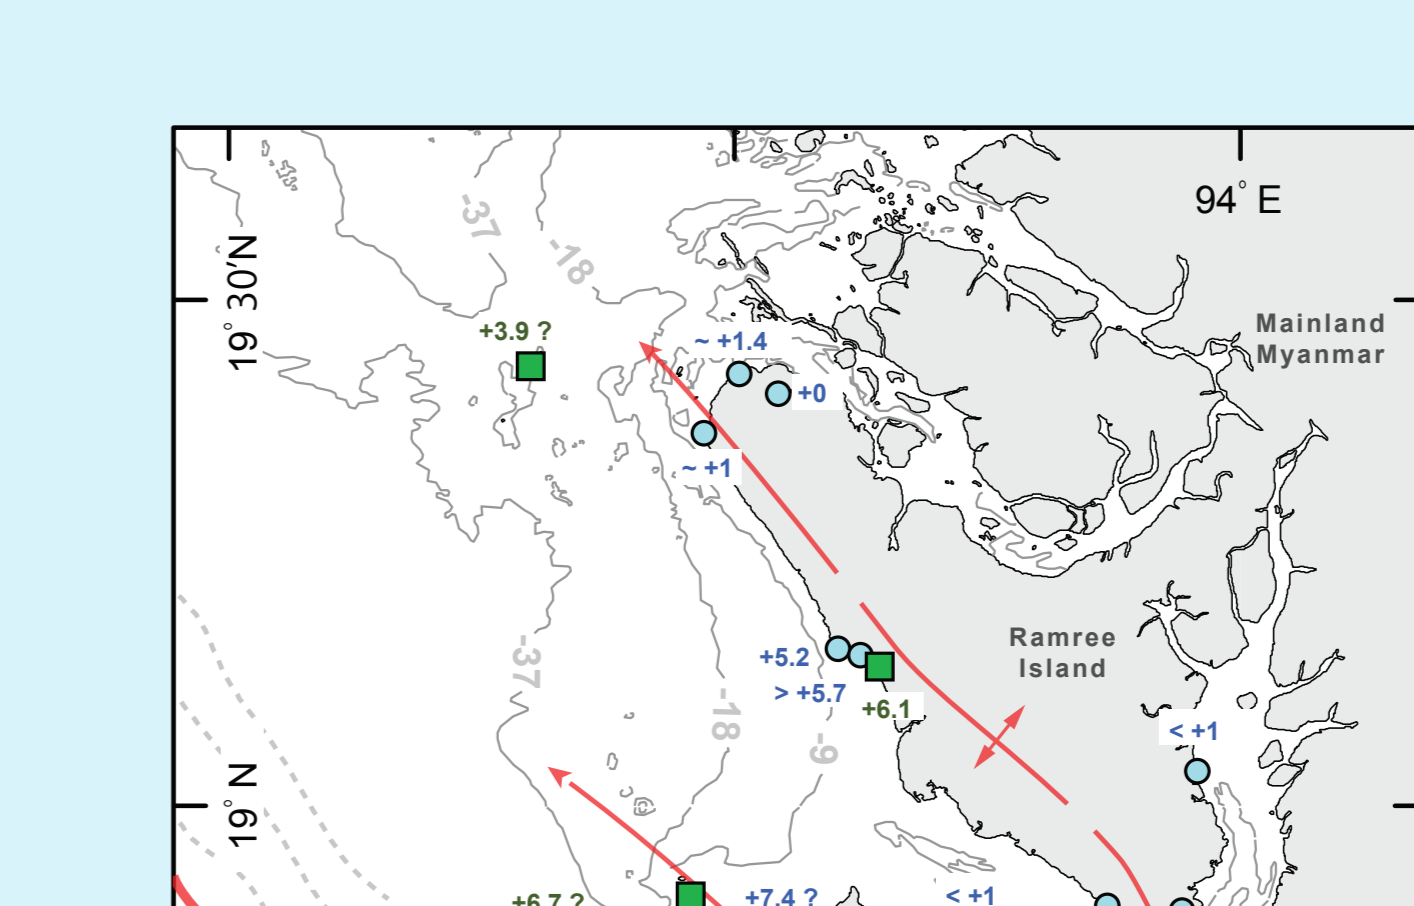 94° E
-37
-18
19° 30'N
Mainland
Myanmar
+3.9 ?
~ +1.4
+0
~ +1
Ramree
Island
+5.2
-37
> +5.7
+6.1
-18
< +1
-9
19° N
+6.7 ?
+7.4 ?
< +1